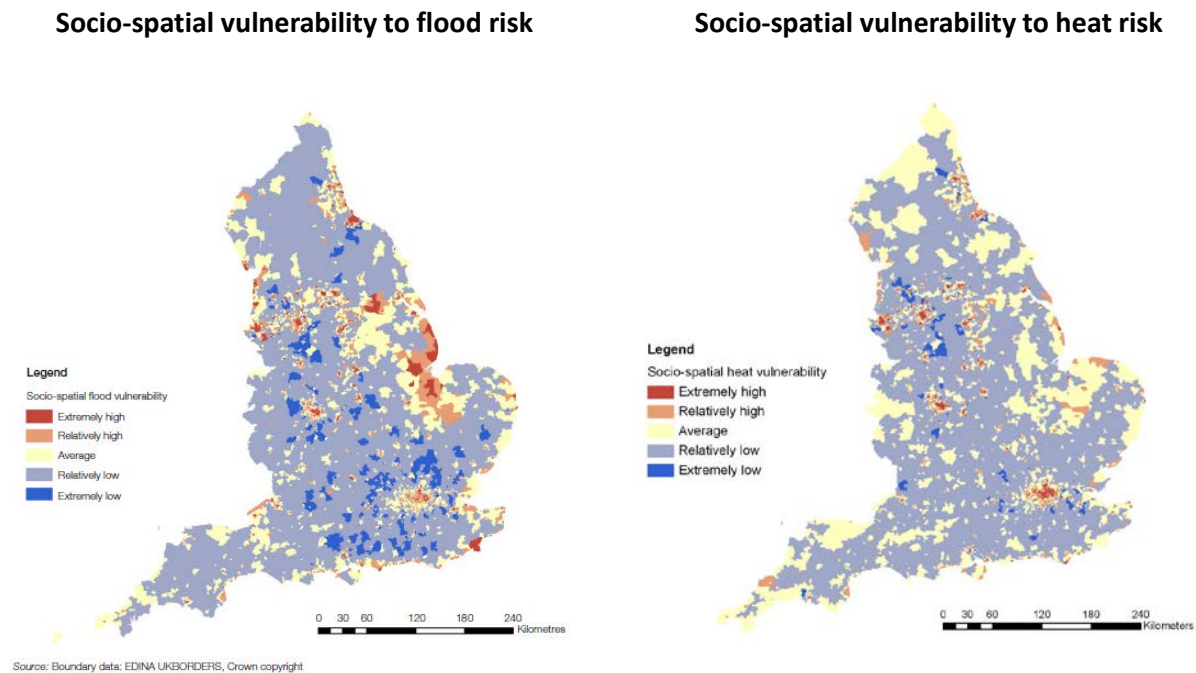 Socio-spatial vulnerability to flood risk
Socio-spatial vulnerability to heat risk
Legend
Socio-spatial flood vulnerability
Extremely high
Relatively high
Average
Relatively low
Extremely low
0 30 60 120 180 240
Kilometres
Source: Boundary data: EDINA UKBORDERS, Crown copyright
Legend
Socio-spatial heat vulnerability
Extremely high
Relatively high
Average
Relatively low
Extremely low
0 30 60 120 180 240
Kilometers